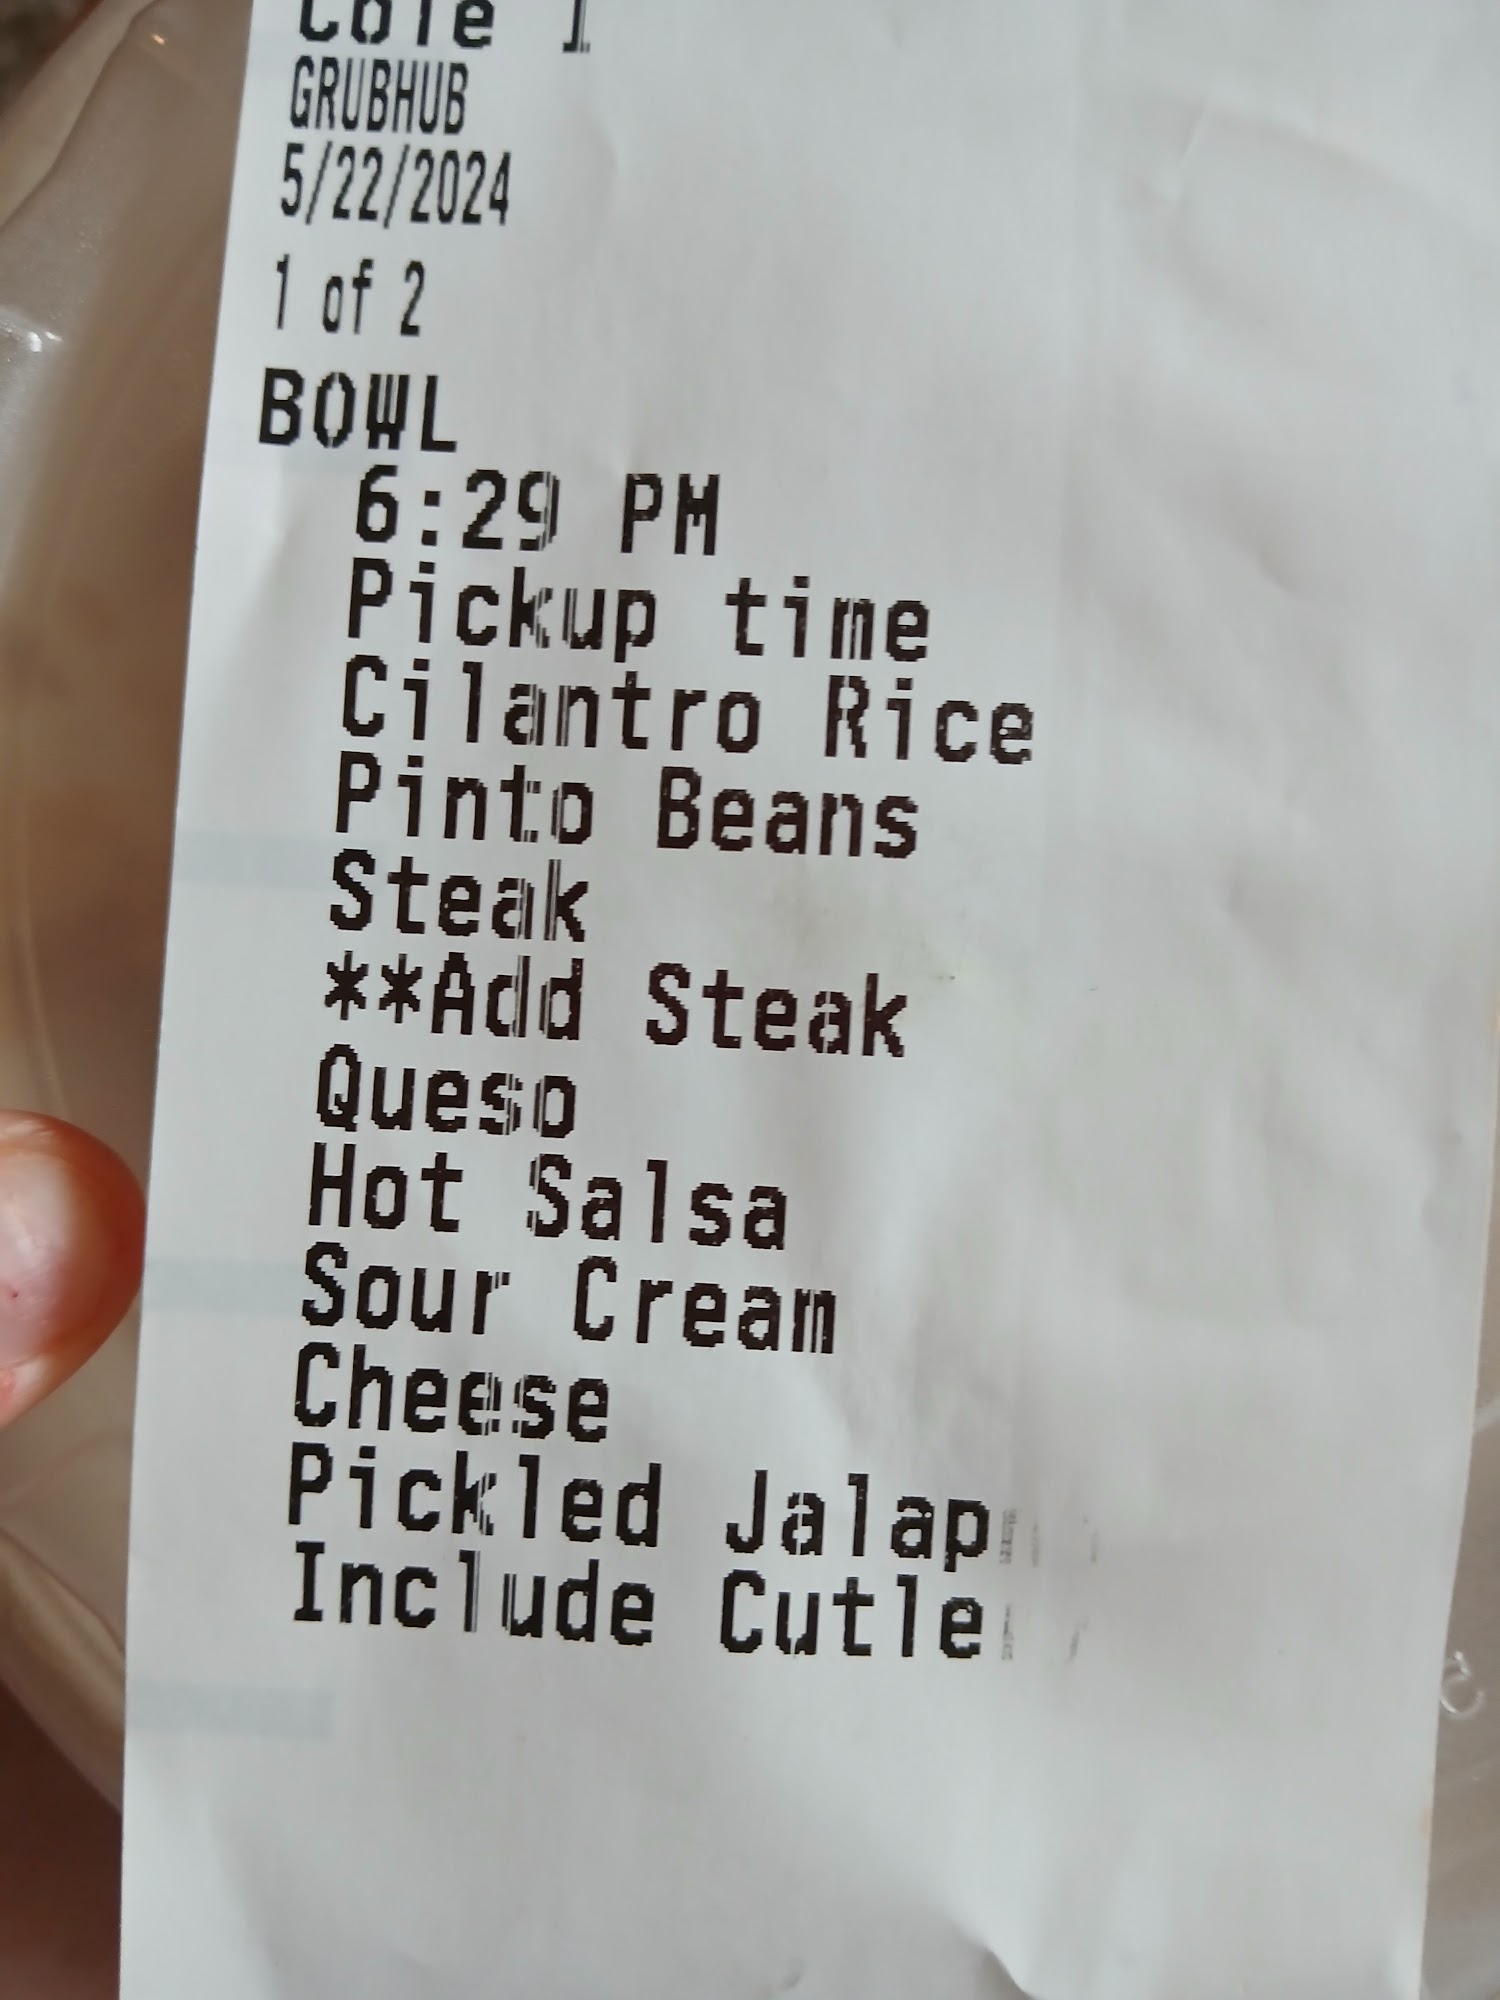 Cole
GRUBHUB
5/22/2024
1 of 2
BOWL
6:29 PM
Pickup time
Cilantro Rice
Pinto Beans
Steak
**Add Steak
Queso
Hot Salsa
Sour Cream
Cheese
Pickled Jalap
Include Cutle